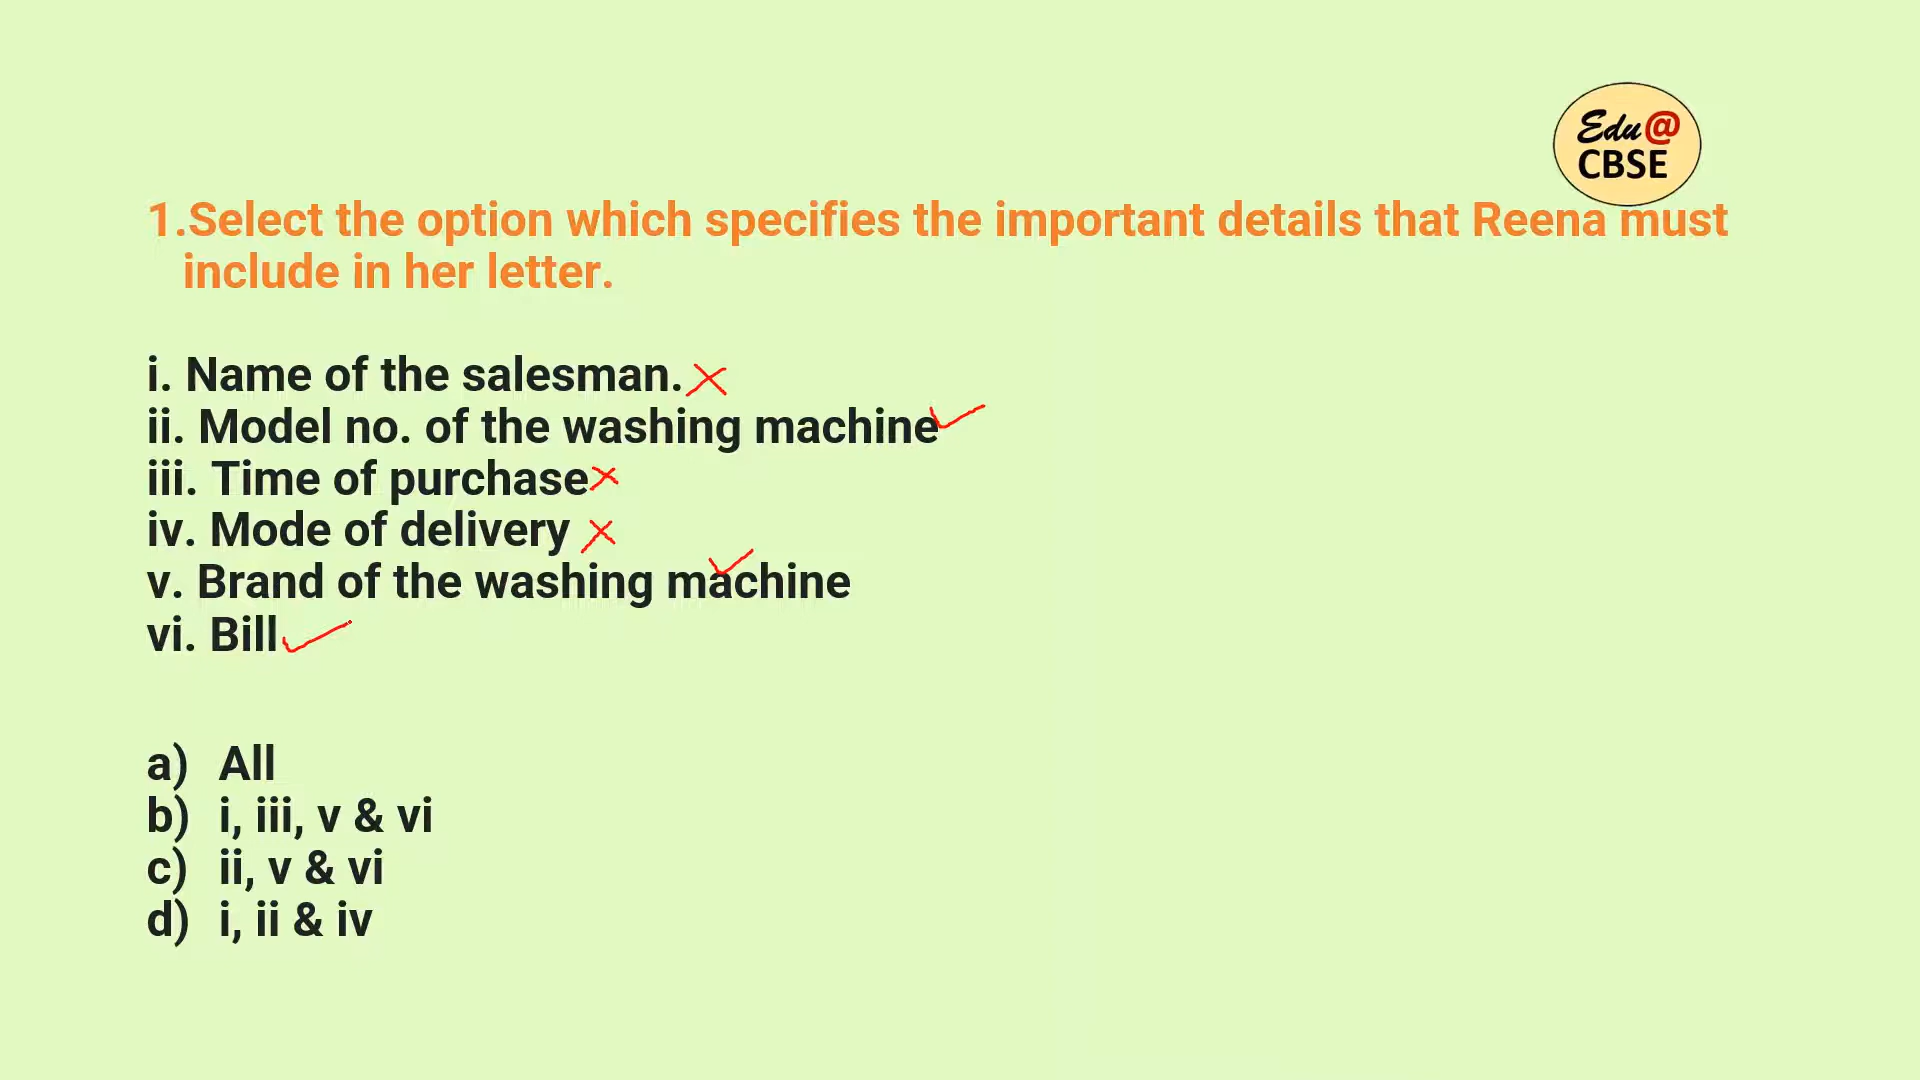 Edu@
CBSE
1.Select the option which specifies the important details that Reena must
include in her letter.
i. Name of the salesman.
ii. Model no. of the washing machine
iii. Time of purchase
iv. Mode of delivery
v. Brand of the washing machine
vi. Bill
a) All
b) i, iii, v & vi
c) ii, v & vi
d) i, ii & iv